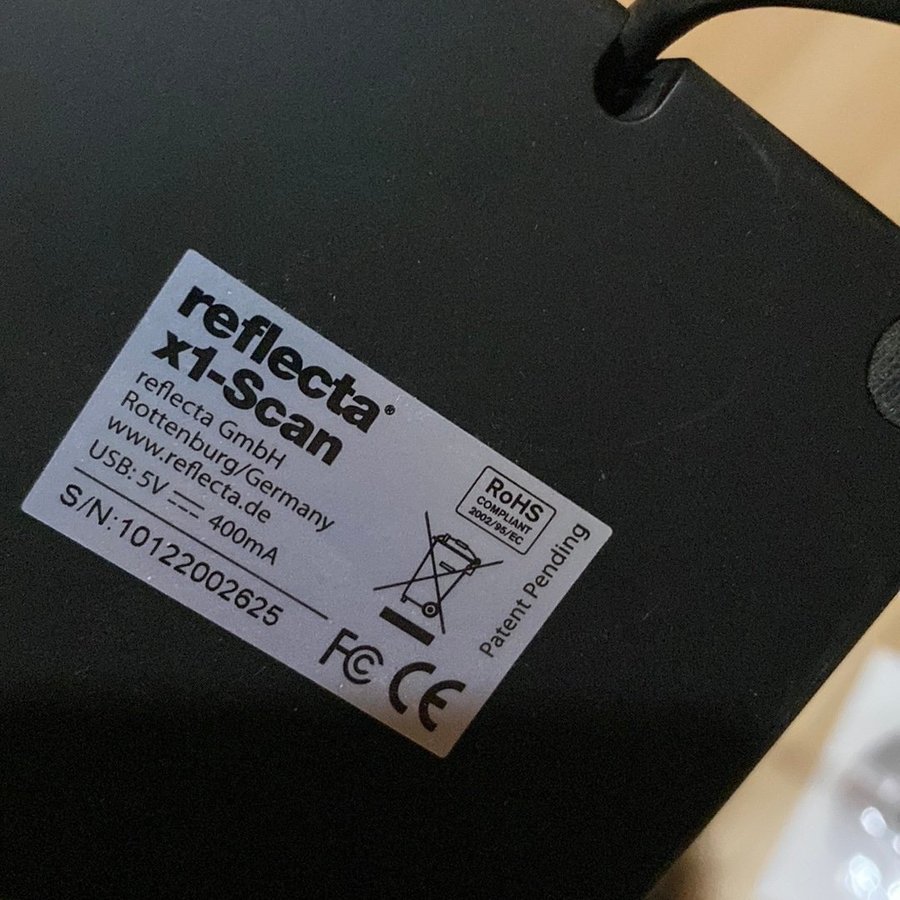 reflecta®
x1-Scan
reflecta GmbH
Rottenburg/Germany
www.reflecta.de
USB: 5V ⎓ 400mA
S/N:10122002625
RoHS
COMPLIANT
2002/95/EC
Patent Pending
FC CE